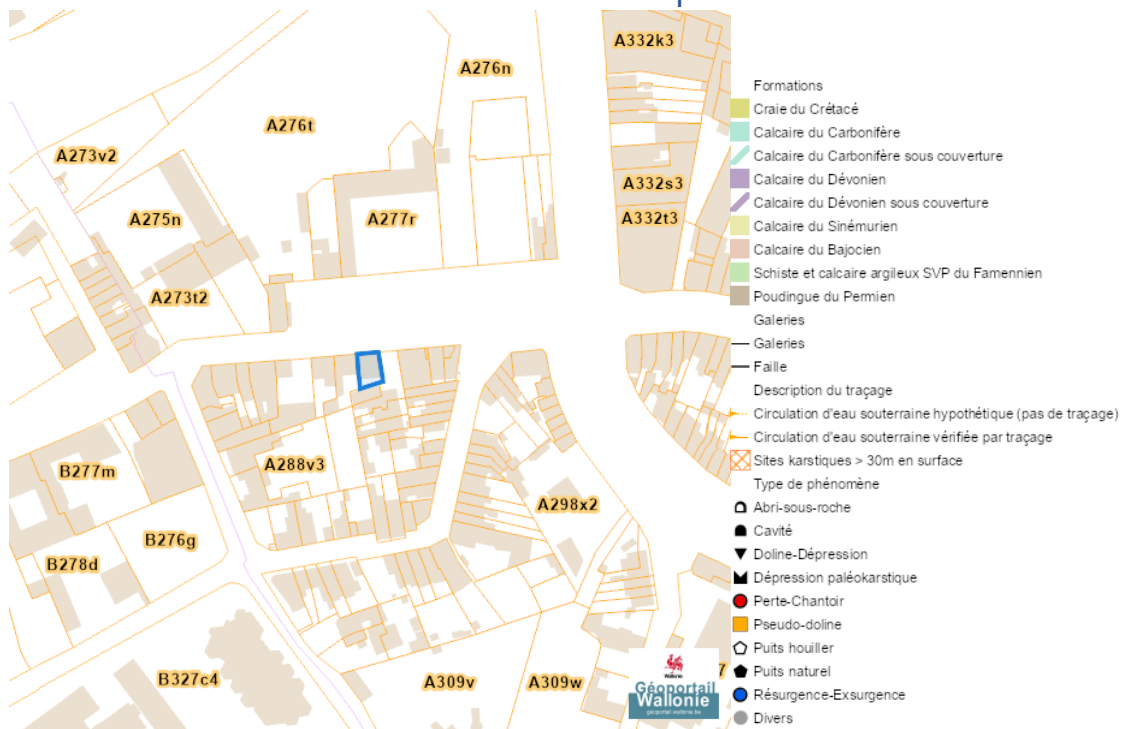 A332k3
A276n
A276t
A273v2
A332s3
A275n
A277r
A332t3
A273t2
B277m
A288v3
A298x2
B276g
B278d
B327c4
A309v
A309w
7
Wallonie
Géoportail
Wallonie
geoportail.wallonie.be
Formations
Craie du Crétacé
Calcaire du Carbonifère
Calcaire du Carbonifère sous couverture
Calcaire du Dévonien
Calcaire du Dévonien sous couverture
Calcaire du Sinémurien
Calcaire du Bajocien
Schiste et calcaire argileux SVP du Famennien
Poudingue du Permien
Galeries
Galeries
Faille
Description du traçage
Circulation d'eau souterraine hypothétique (pas de traçage)
Circulation d'eau souterraine vérifiée par traçage
Sites karstiques > 30m en surface
Type de phénomène
Abri-sous-roche
Cavité
Doline-Dépression
Dépression paléokarstique
Perte-Chantoir
Pseudo-doline
Puits houiller
Puits naturel
Résurgence-Exsurgence
Divers